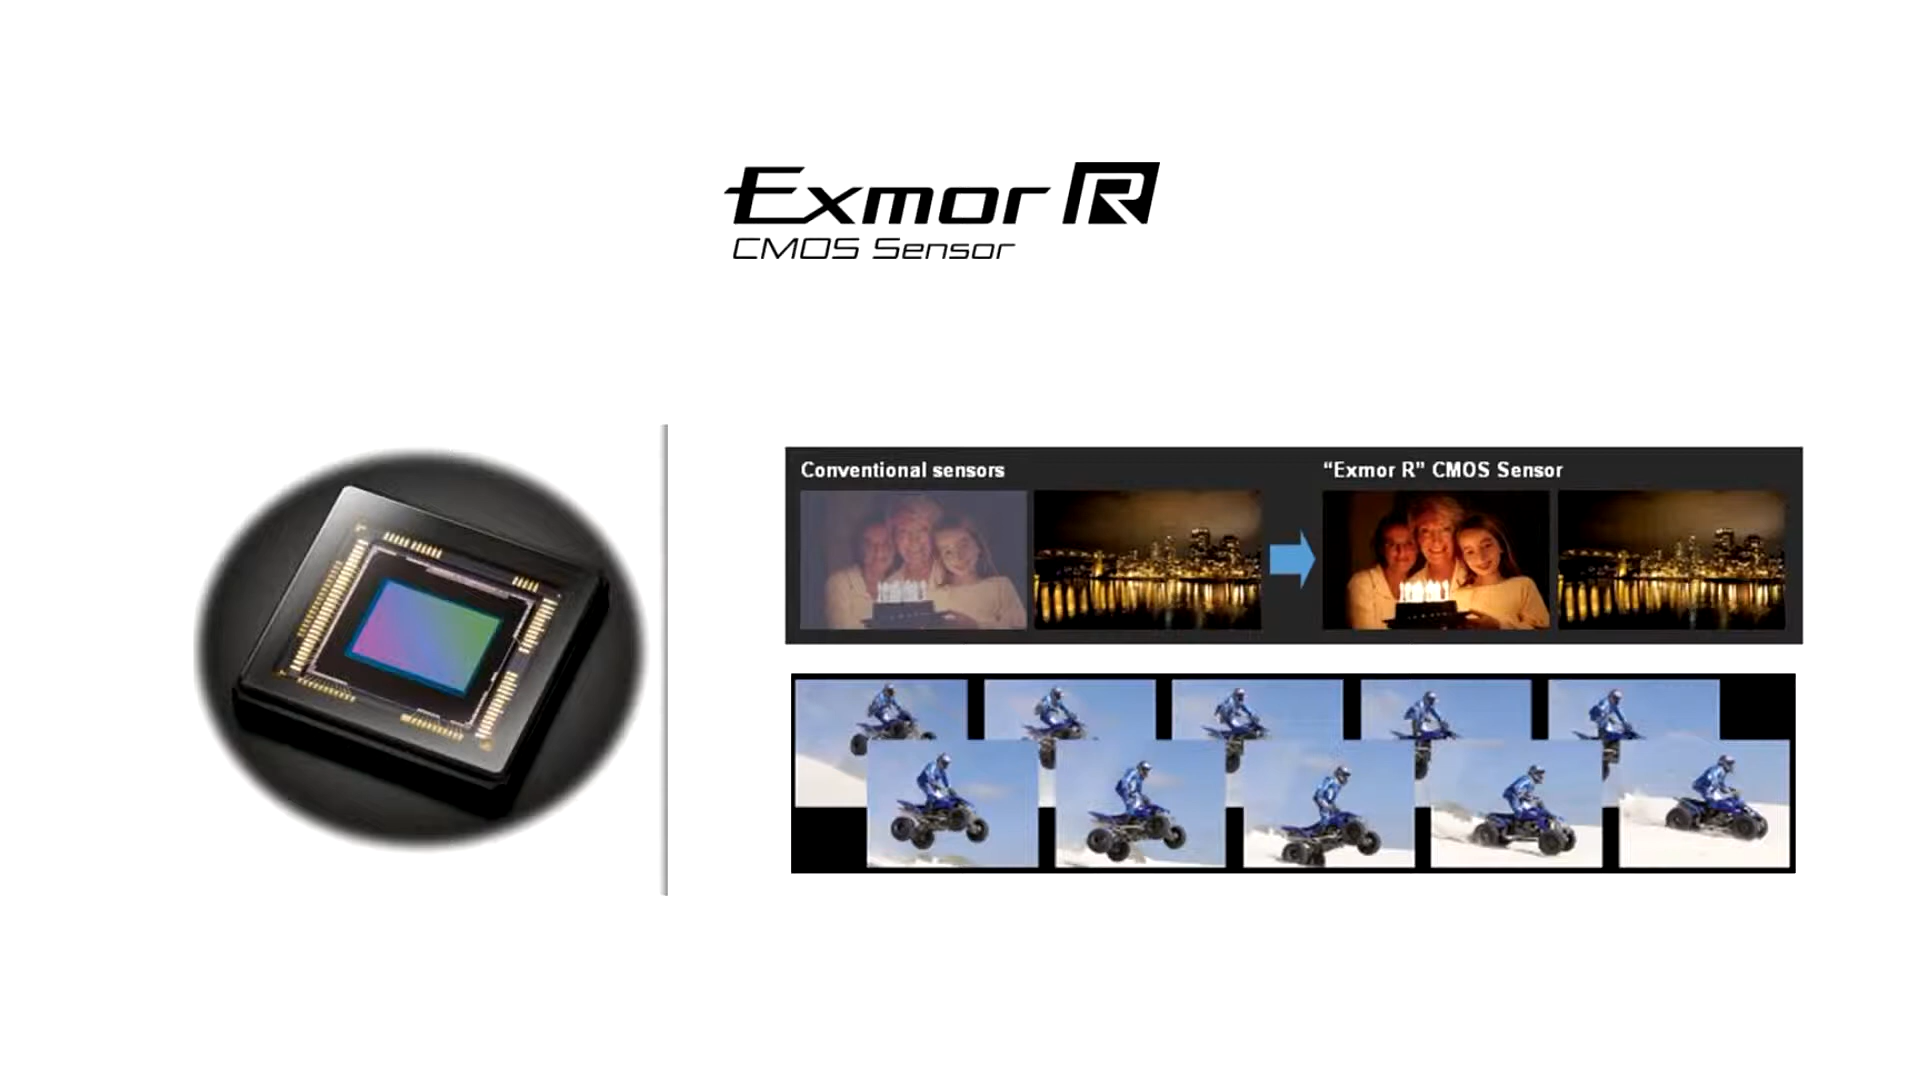 Exmor R
CMOS Sensor
Conventional sensors
“Exmor R” CMOS Sensor